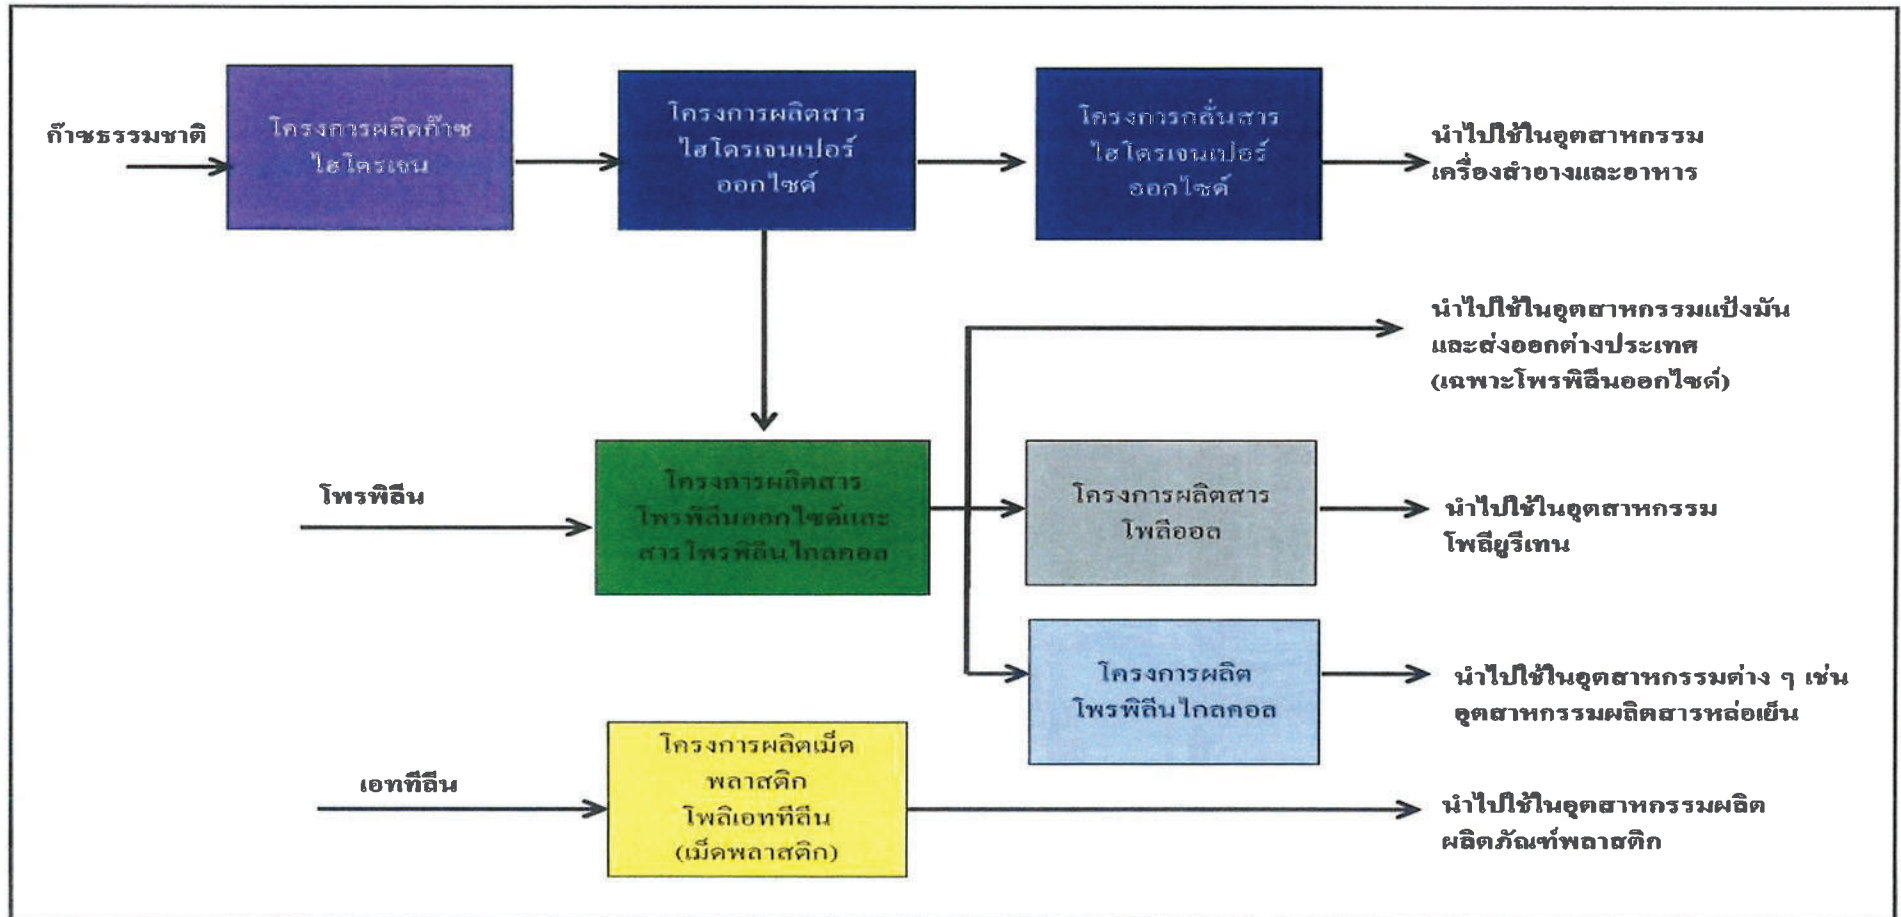 ก๊าซธรรมชาติ
โครงการผลิตก๊าซ
ไฮโดรเจน
โครงการผลิตสาร
ไฮโดรเจนเปอร์
ออกไซด์
โครงการกลั่นสาร
ไฮโดรเจนเปอร์
ออกไซด์
นำไปใช้ในอุตสาหกรรม
เครื่องสำอางและอาหาร
นำไปใช้ในอุตสาหกรรมแป้งมัน
และส่งออกต่างประเทศ
(เฉพาะโพรพิลีนออกไซด์)
โพรพิลีน
โครงการผลิตสาร
โพรพิลีนออกไซด์และ
สารโพรพิลีนไกลคอล
โครงการผลิตสาร
โพลีออล
นำไปใช้ในอุตสาหกรรม
โพลียูรีเทน
โครงการผลิต
โพรพิลีนไกลคอล
นำไปใช้ในอุตสาหกรรมต่าง ๆ เช่น
อุตสาหกรรมผลิตสารหล่อเย็น
เอททีลีน
โครงการผลิตเม็ด
พลาสติก
โพลิเอททีลีน
(เม็ดพลาสติก)
นำไปใช้ในอุตสาหกรรมผลิต
ผลิตภัณฑ์พลาสติก